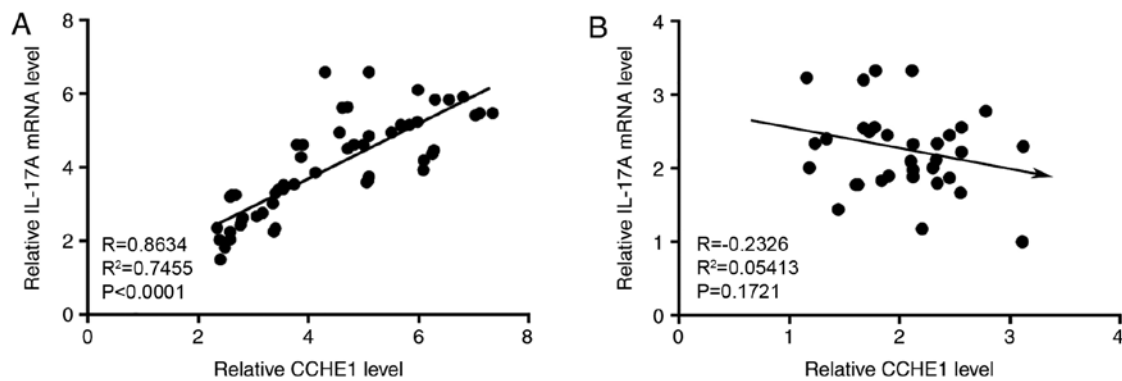 A
Relative IL-17A mRNA level
8
6
4
2
0
R=0.8634
R²=0.7455
P<0.0001
0 2 4 6 8
Relative CCHE1 level
B
Relative IL-17A mRNA level
4
3
2
1
0
R=-0.2326
R²=0.05413
P=0.1721
0 1 2 3 4
Relative CCHE1 level